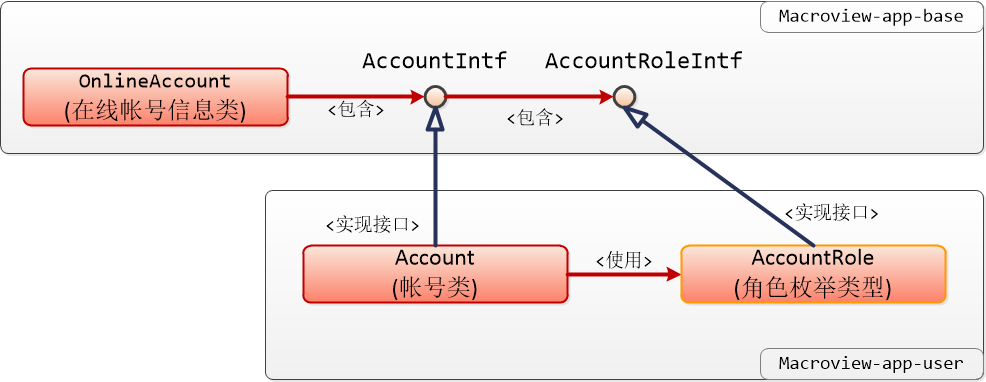 Macroview-app-base
AccountIntf
AccountRoleIntf
OnlineAccount
(在线帐号信息类)
<包含>
<包含>
<实现接口>
<实现接口>
Account
(帐号类)
<使用>
AccountRole
(角色枚举类型)
Macroview-app-user